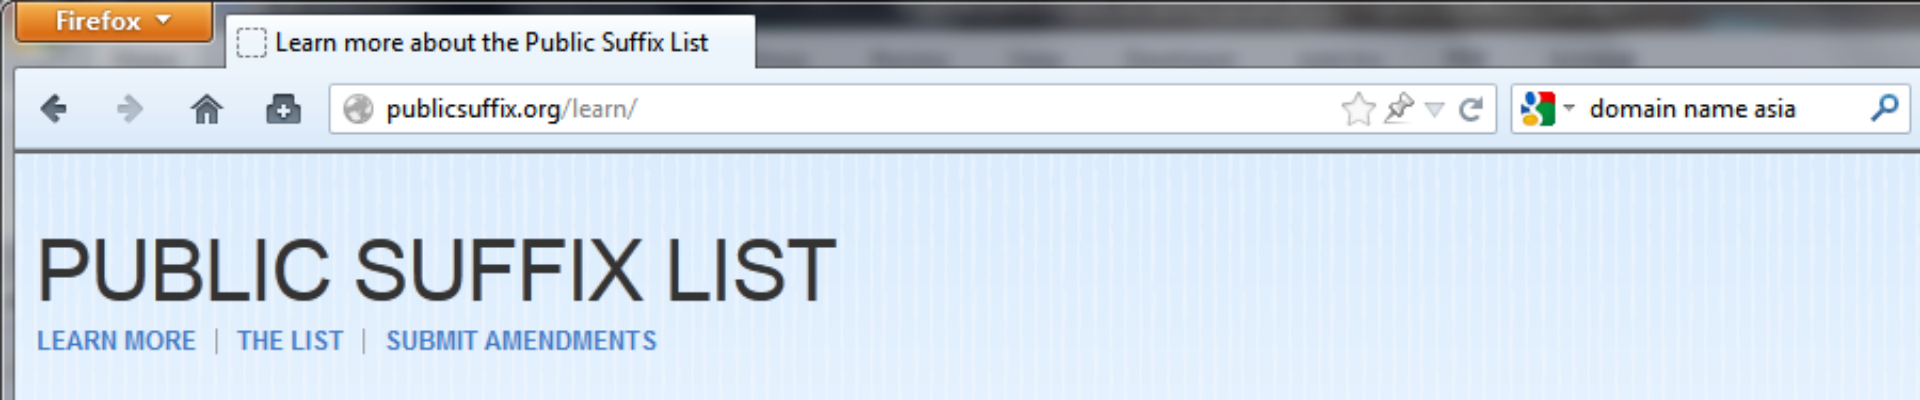 Firefox
Learn more about the Public Suffix List
publicsuffix.org/learn/
domain name asia
PUBLIC SUFFIX LIST
LEARN MORE | THE LIST | SUBMIT AMENDMENTS